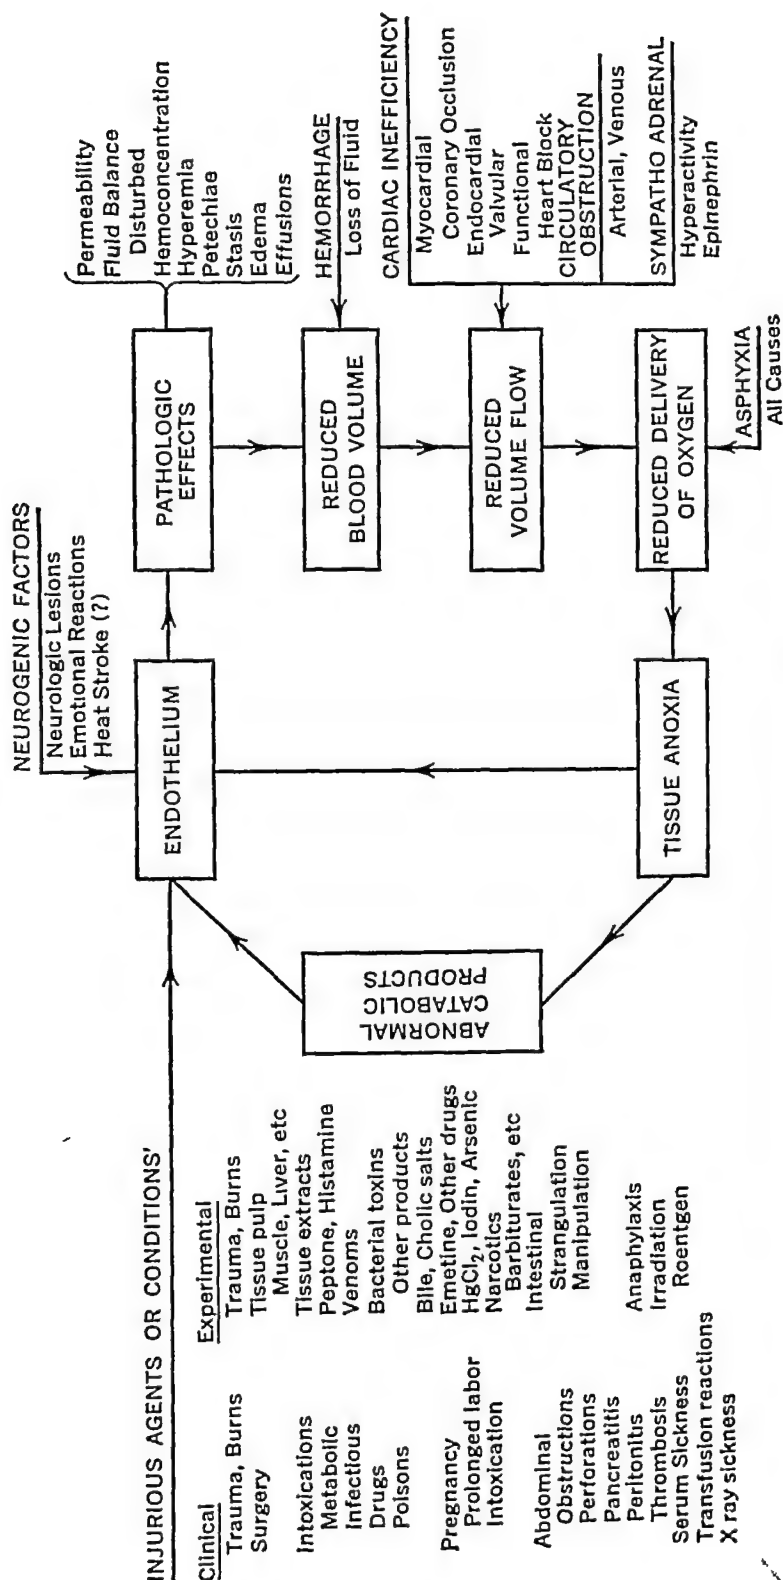 INJURIOUS AGENTS OR CONDITIONS'
Clinical
Trauma, Burns
Surgery
Intoxications
Metabolic
Infectious
Drugs
Poisons
Pregnancy
Prolonged labor
Intoxication
Abdominal
Obstructions
Perforations
Pancreatitis
Peritonitis
Thrombosis
Serum Sickness
Transfusion reactions
X ray sickness
Experimental
Trauma, Burns
Tissue pulp
Muscle, Liver, etc
Tissue extracts
Peptone, Histamine
Venoms
Bacterial toxins
Other products
Bile, Cholic salts
Emetine, Other drugs
HgCl₂, Iodin, Arsenic
Narcotics
Barbiturates, etc
Intestinal
Strangulation
Manipulation
Anaphylaxis
Irradiation
Roentgen
ABNORMAL
CATABOLIC
PRODUCTS
NEUROGENIC FACTORS
Neurologic Lesions
Emotional Reactions
Heat Stroke (?)
ENDOTHELIUM
TISSUE ANOXIA
PATHOLOGIC
EFFECTS
Permeability
Fluid Balance
Disturbed
Hemoconcentration
Hyperemia
Petechiae
Stasis
Edema
Effusions
REDUCED
BLOOD VOLUME
HEMORRHAGE
Loss of Fluid
REDUCED
VOLUME FLOW
CARDIAC INEFFICIENCY
Myocardial
Coronary Occlusion
Endocardial
Valvular
Functional
Heart Block
CIRCULATORY
OBSTRUCTION
Arterial, Venous
SYMPATHO ADRENAL
Hyperactivity
Epinephrin
REDUCED DELIVERY
OF OXYGEN
ASPHYXIA
All Causes